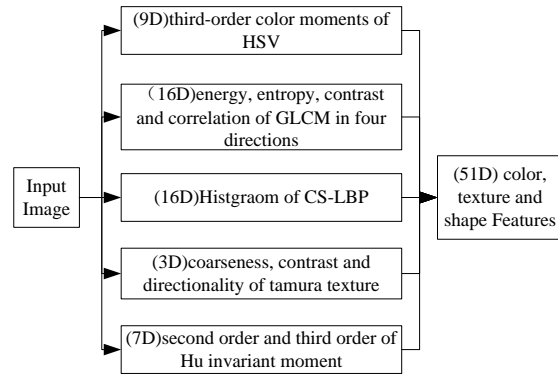 (9D)third-order color moments of
HSV
（16D)energy, entropy, contrast
and correlation of GLCM in four
directions
Input
Image
(16D)Histgraom of CS-LBP
(51D) color,
texture and
shape Features
(3D)coarseness, contrast and
directionality of tamura texture
(7D)second order and third order of
Hu invariant moment